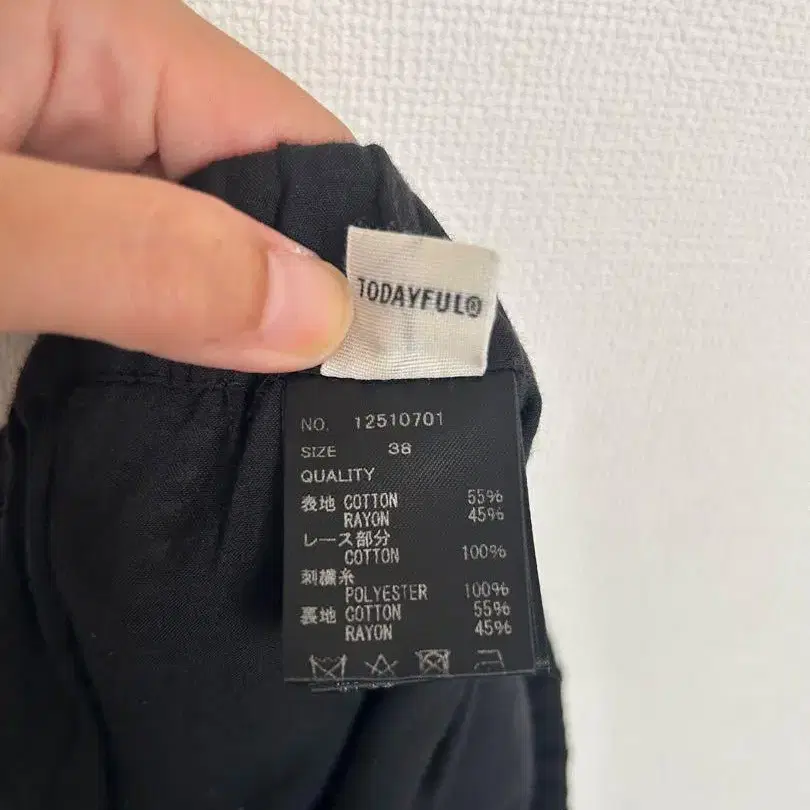 TODAYFUL®
NO. 12510701
SIZE 38
QUALITY
表地 COTTON 55%
RAYON 45%
レース部分
COTTON 100%
刺繍糸
POLYESTER 100%
裏地 COTTON 55%
RAYON 45%